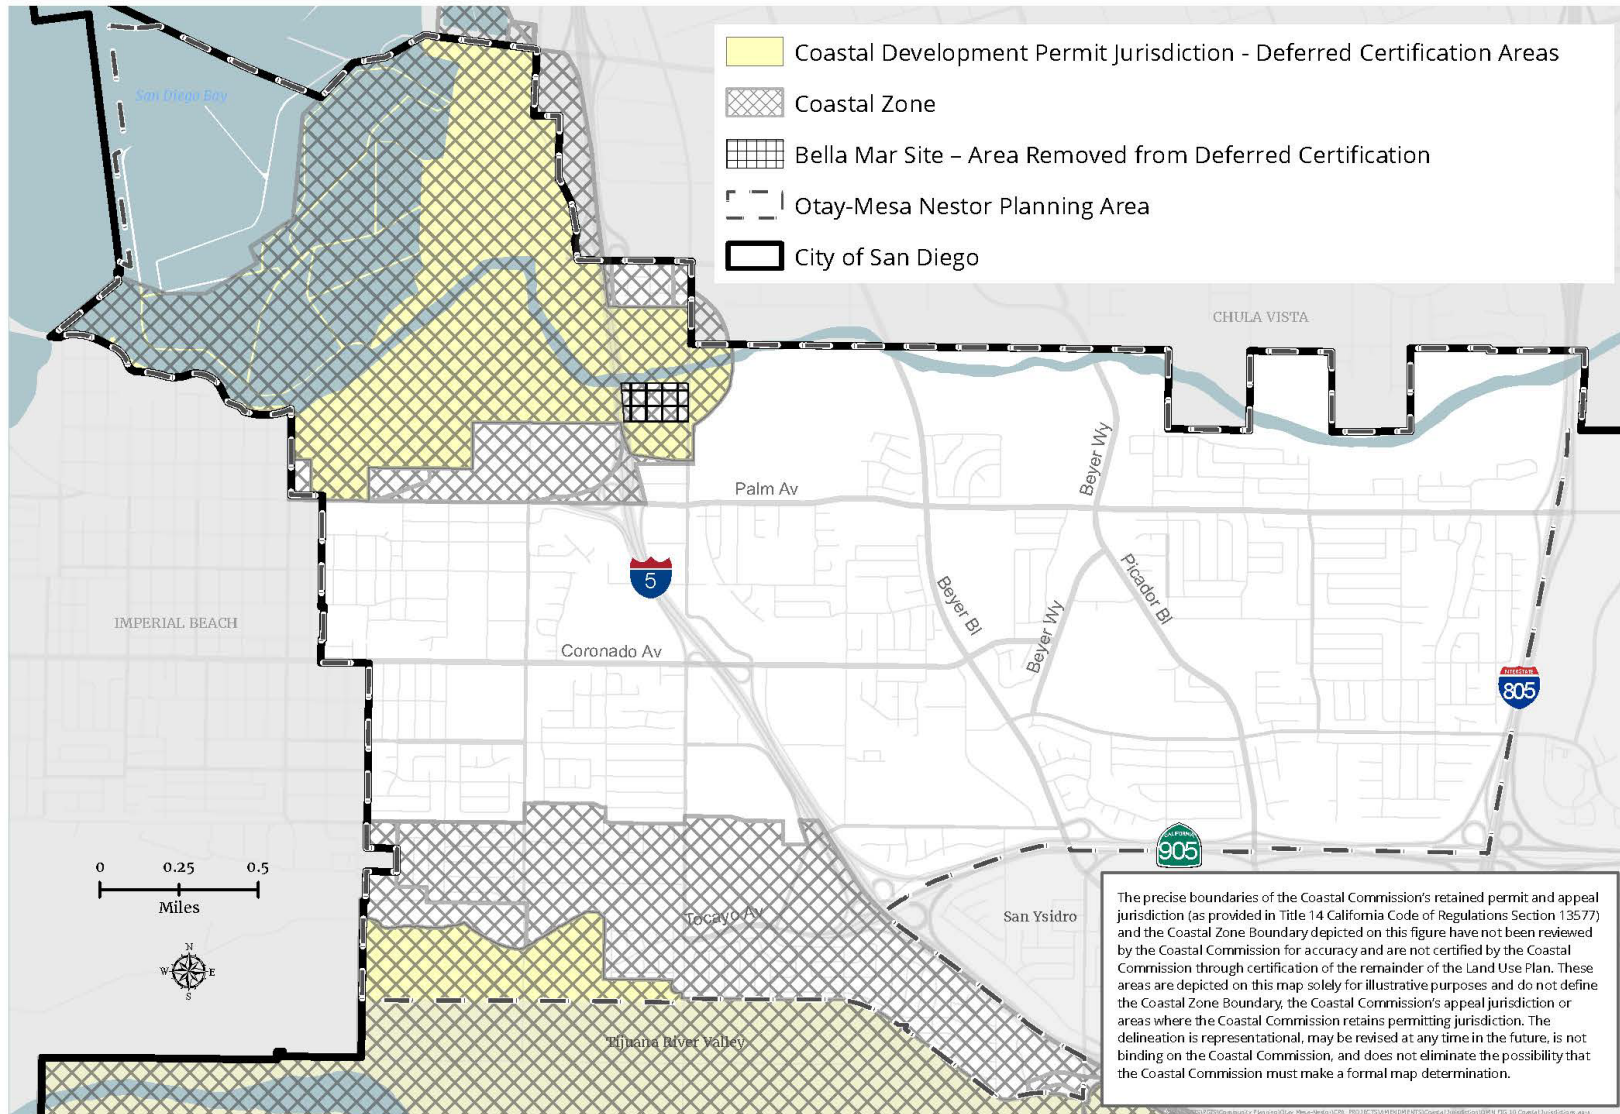 Coastal Development Permit Jurisdiction - Deferred Certification Areas
Coastal Zone
Bella Mar Site – Area Removed from Deferred Certification
Otay-Mesa Nestor Planning Area
City of San Diego
San Diego Bay
CHULA VISTA
Palm Av
Beyer Wy
5
Beyer Bl
Picador Bl
IMPERIAL BEACH
Coronado Av
Beyer Wy
805
CALIFORNIA
905
0 0.25 0.5
Miles
N
W E
S
Tocayo Av
San Ysidro
Tijuana River Valley
The precise boundaries of the Coastal Commission's retained permit and appeal
jurisdiction (as provided in Title 14 California Code of Regulations Section 13577)
and the Coastal Zone Boundary depicted on this figure have not been reviewed
by the Coastal Commission for accuracy and are not certified by the Coastal
Commission through certification of the remainder of the Land Use Plan. These
areas are depicted on this map solely for illustrative purposes and do not define
the Coastal Zone Boundary, the Coastal Commission's appeal jurisdiction or
areas where the Coastal Commission retains permitting jurisdiction. The
delineation is representational, may be revised at any time in the future, is not
binding on the Coastal Commission, and does not eliminate the possibility that
the Coastal Commission must make a formal map determination.